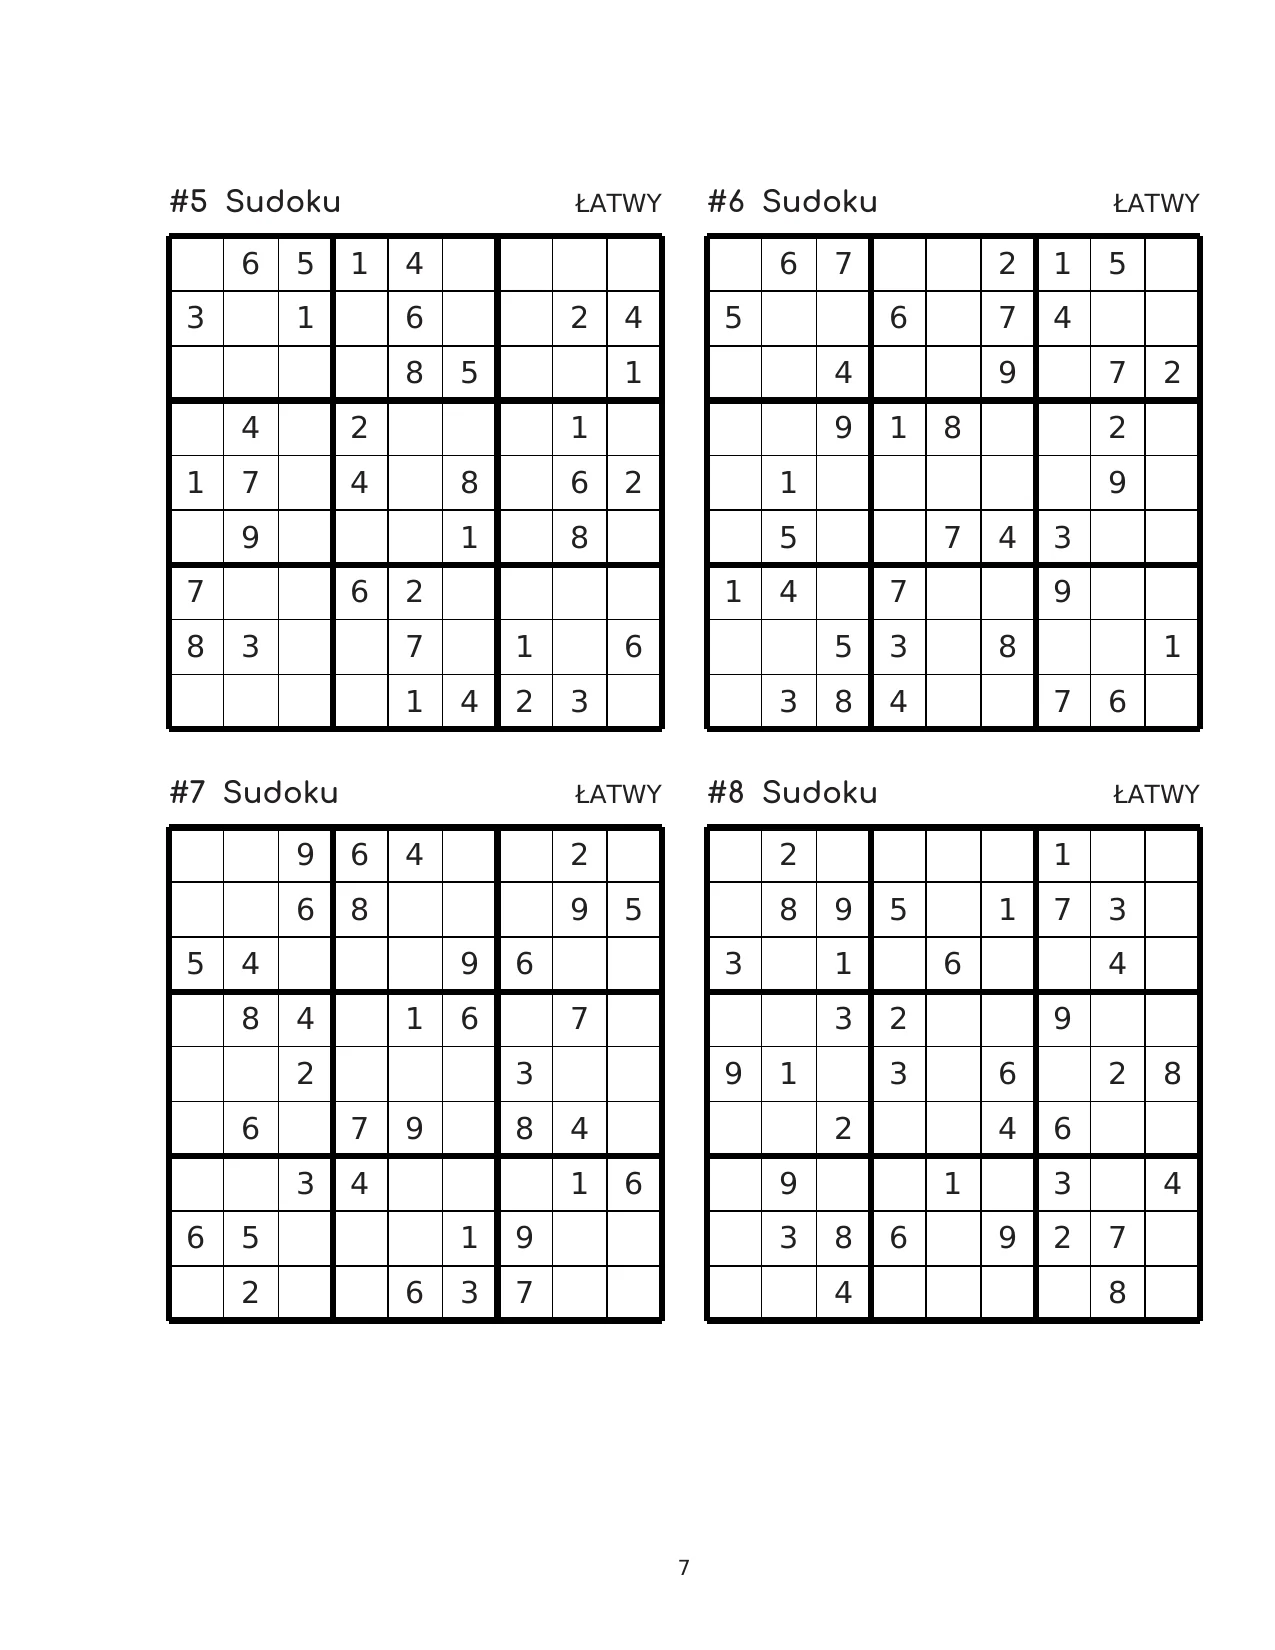 #5 Sudoku ŁATWY
6 5 1 4
3 1 6 2 4
8 5 1
4 2 1
1 7 4 8 6 2
9 1 8
7 6 2
8 3 7 1 6
1 4 2 3
#6 Sudoku ŁATWY
6 7 2 1 5
5 6 7 4
4 9 7 2
9 1 8 2
1 9
5 7 4 3
1 4 7 9
5 3 8 1
3 8 4 7 6
#7 Sudoku ŁATWY
9 6 4 2
6 8 9 5
5 4 9 6
8 4 1 6 7
2 3
6 7 9 8 4
3 4 1 6
6 5 1 9
2 6 3 7
#8 Sudoku ŁATWY
2 1
8 9 5 1 7 3
3 1 6 4
3 2 9
9 1 3 6 2 8
2 4 6
9 1 3 4
3 8 6 9 2 7
4 8
7